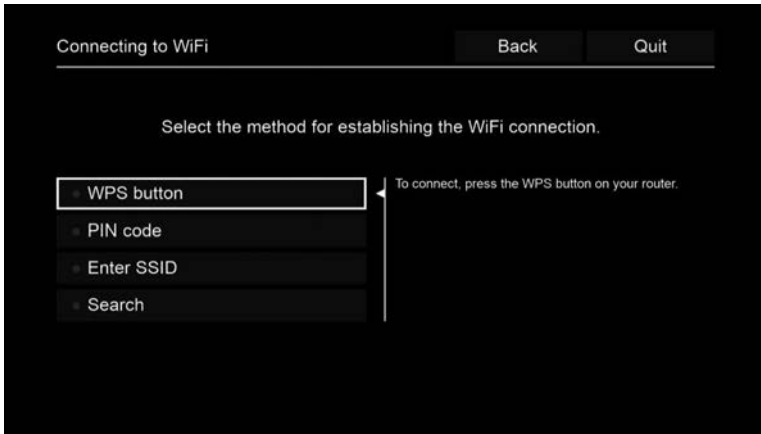 Connecting to WiFi
Back
Quit
Select the method for establishing the WiFi connection.
WPS button
To connect, press the WPS button on your router.
PIN code
Enter SSID
Search